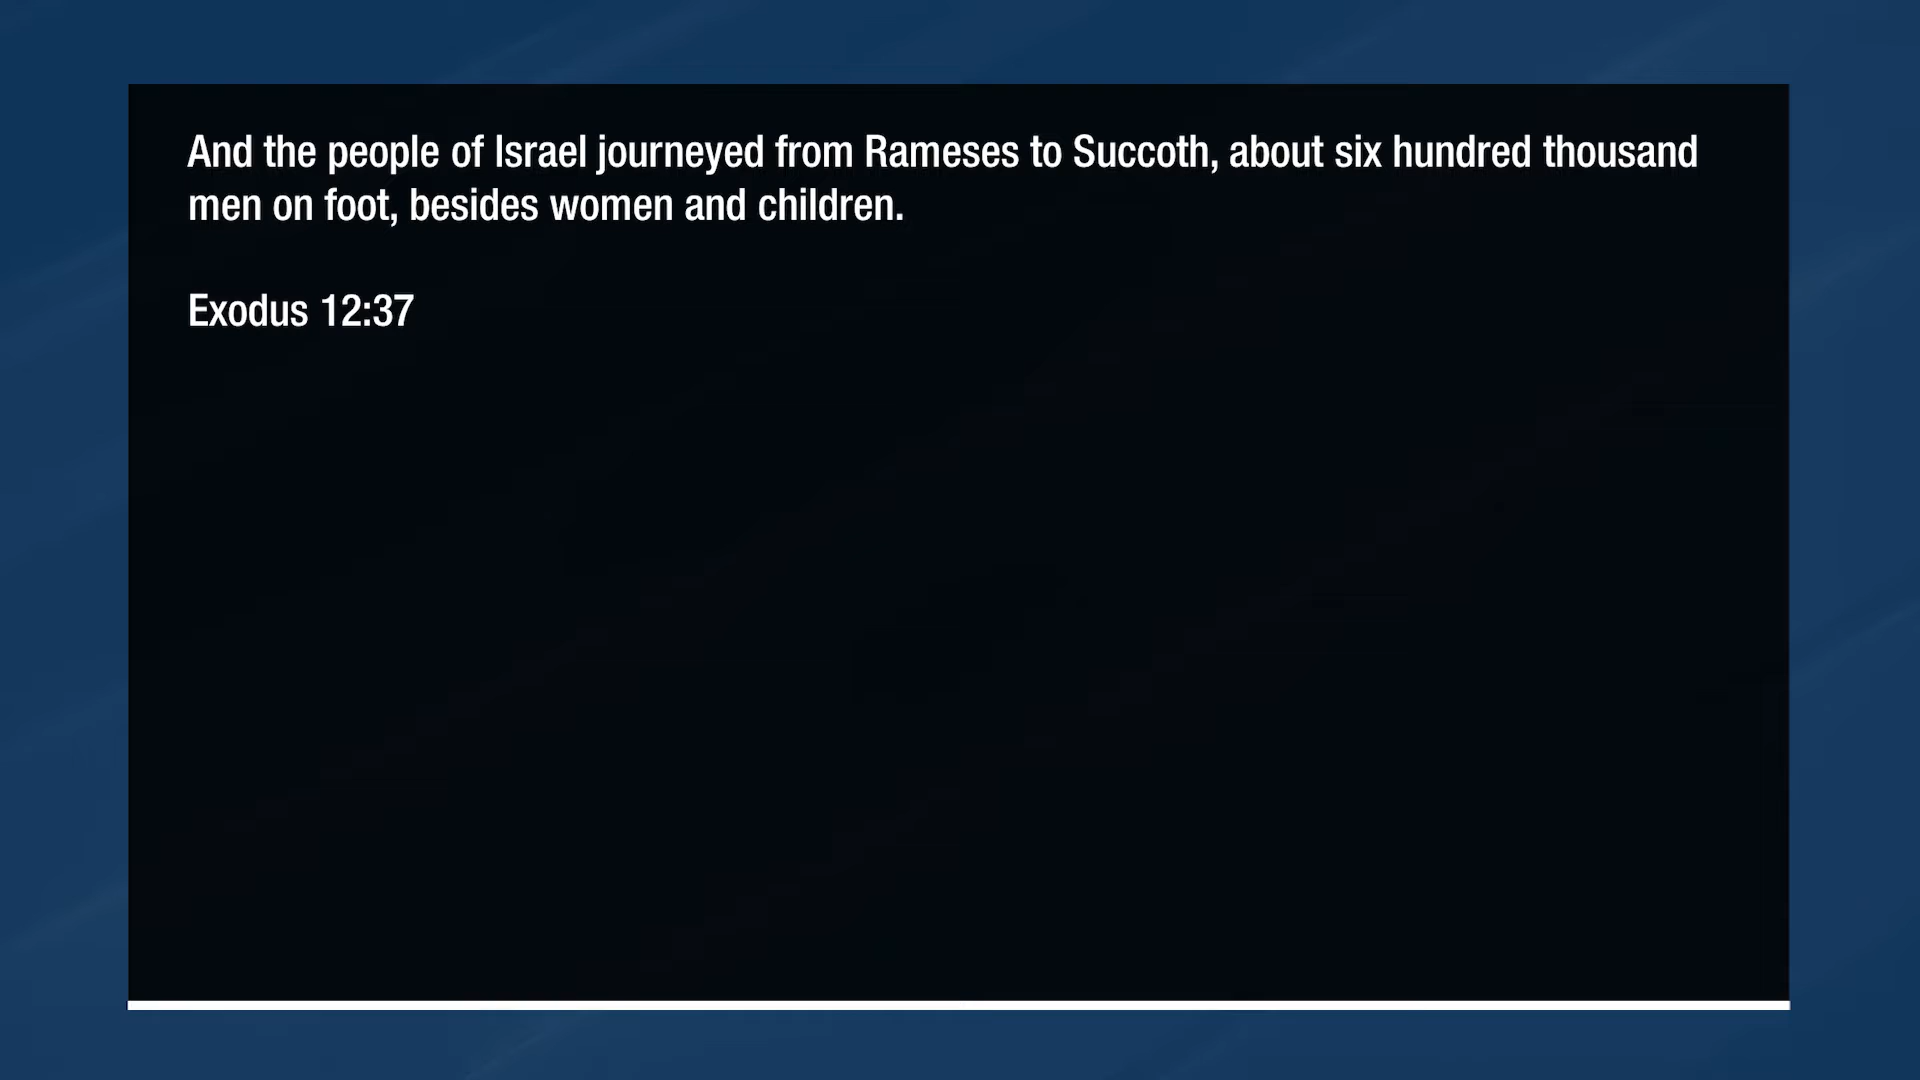 And the people of Israel journeyed from Rameses to Succoth, about six hundred thousand
men on foot, besides women and children.
Exodus 12:37